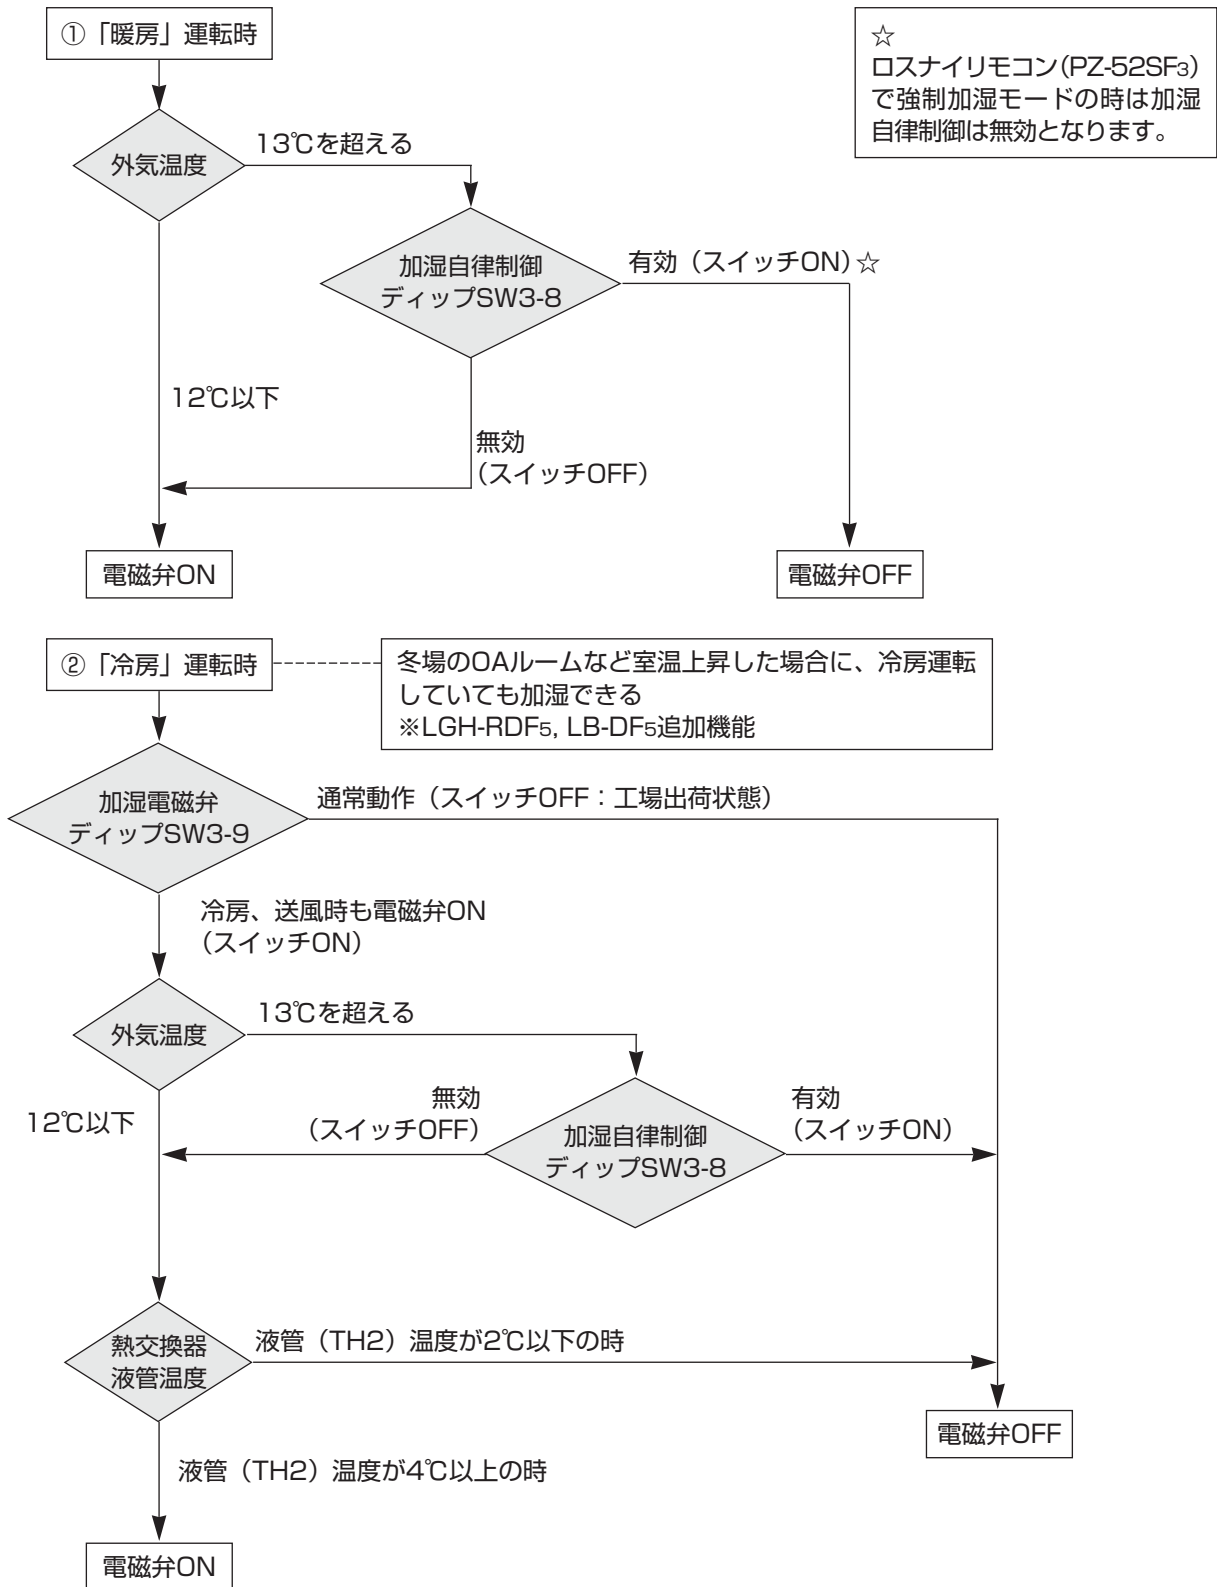 ①「暖房」運転時
☆
ロスナイリモコン(PZ-52SF3)
で強制加湿モードの時は加湿
自律制御は無効となります。
13℃を超える
外気温度
加湿自律制御
ディップSW3-8
有効（スイッチON）☆
12℃以下
無効
（スイッチOFF）
電磁弁ON
電磁弁OFF
②「冷房」運転時
冬場のOAルームなど室温上昇した場合に、冷房運転
していても加湿できる
※LGH-RDF5, LB-DF5追加機能
加湿電磁弁
ディップSW3-9
通常動作（スイッチOFF：工場出荷状態）
冷房、送風時も電磁弁ON
（スイッチON）
13℃を超える
外気温度
12℃以下
無効
（スイッチOFF）
有効
（スイッチON）
加湿自律制御
ディップSW3-8
熱交換器
液管温度
液管（TH2）温度が2℃以下の時
電磁弁OFF
液管（TH2）温度が4℃以上の時
電磁弁ON